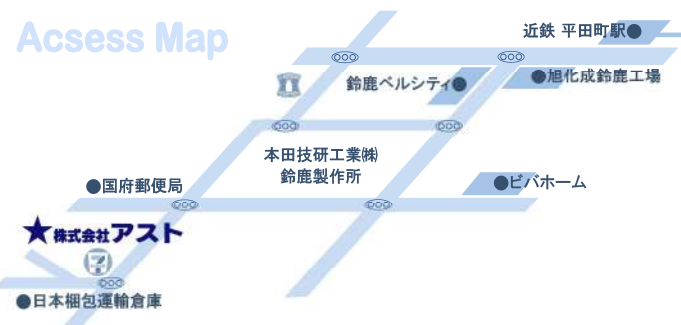 Acsess Map
近鉄 平田町駅●
鈴鹿ベルシティ●
●旭化成鈴鹿工場
本田技研工業㈱
鈴鹿製作所
●国府郵便局
●ビバホーム
★株式会社アスト
●日本梱包運輸倉庫